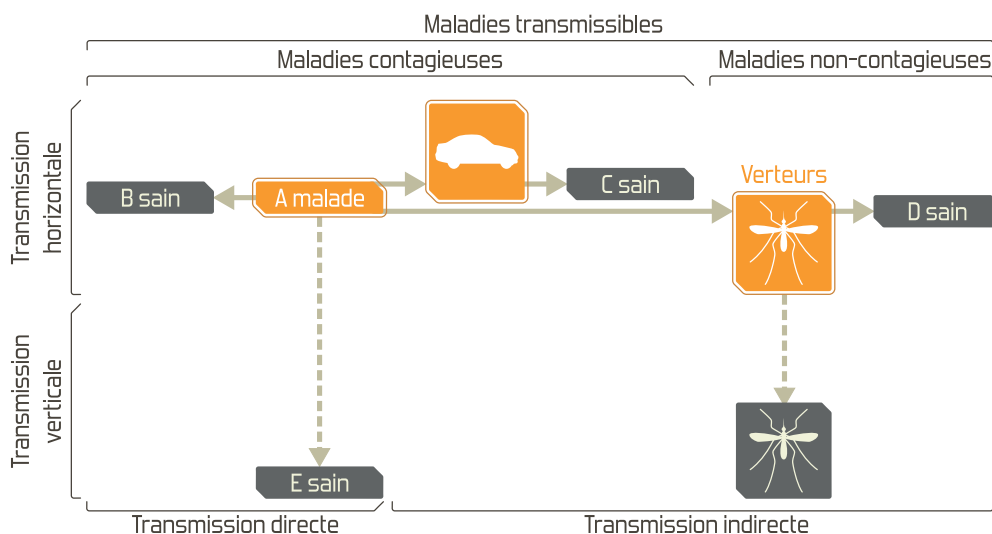 Maladies transmissibles
Maladies contagieuses
Maladies non-contagieuses
Transmission
horizontale
B sain
A malade
C sain
Verteurs
D sain
Transmission
verticale
E sain
Transmission directe
Transmission indirecte